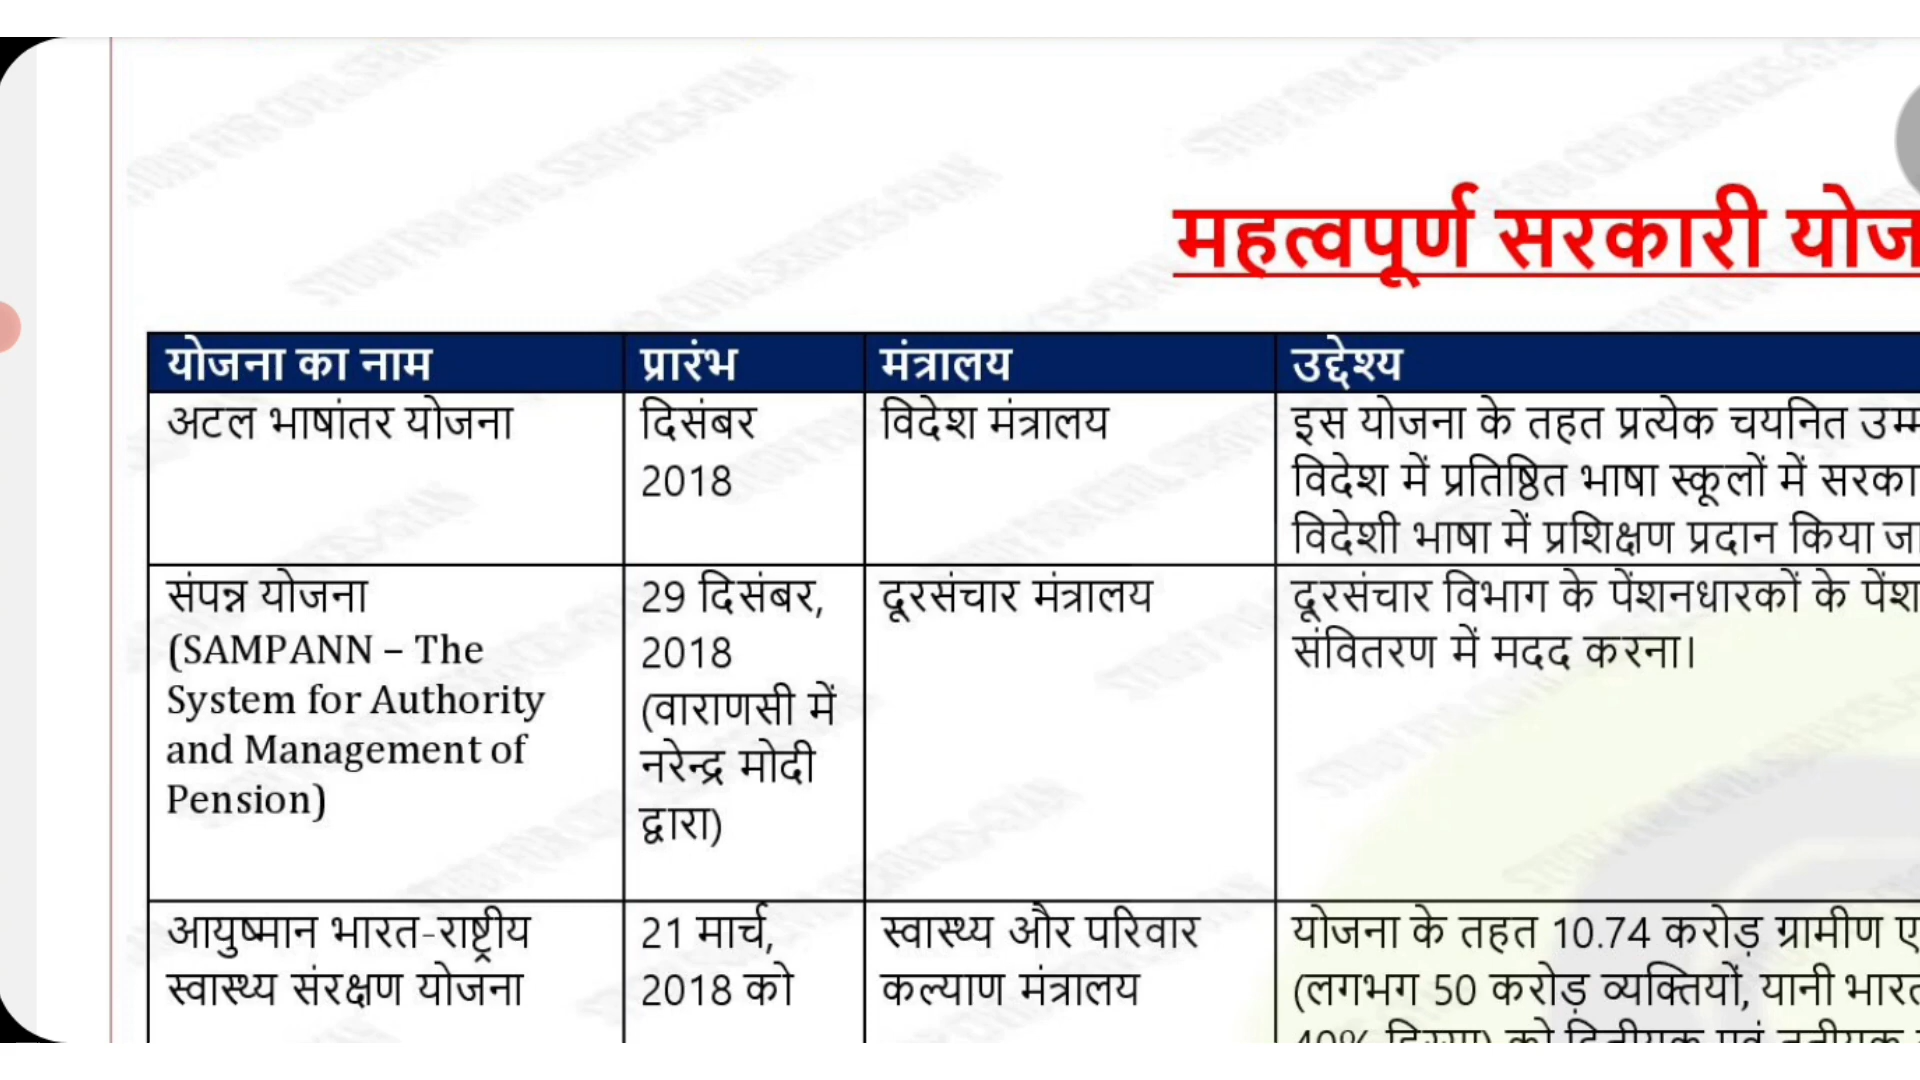 महत्वपूर्ण सरकारी
योजना का नाम
प्रारंभ
मंत्रालय
उद्देश्य
अटल भाषांतर योजना
दिसंबर
2018
विदेश मंत्रालय
इस योजना के तहत प्रत्येक चयनित
विदेश में प्रतिष्ठित भाषा स्कूलों में
विदेशी भाषा में प्रशिक्षण प्रदान किया
संपन्न योजना
(SAMPANN – The
System for Authority
and Management of
Pension)
29 दिसंबर,
2018
(वाराणसी में
नरेन्द्र मोदी
द्वारा)
दूरसंचार मंत्रालय
दूरसंचार विभाग के पेंशनधारकों के
संवितरण में मदद करना।
आयुष्मान भारत-राष्ट्रीय
स्वास्थ्य संरक्षण योजना
21 मार्च,
2018 को
स्वास्थ्य और परिवार
कल्याण मंत्रालय
योजना के तहत 10.74 करोड़ ग्रामीण
(लगभग 50 करोड़ व्यक्तियों, यानी